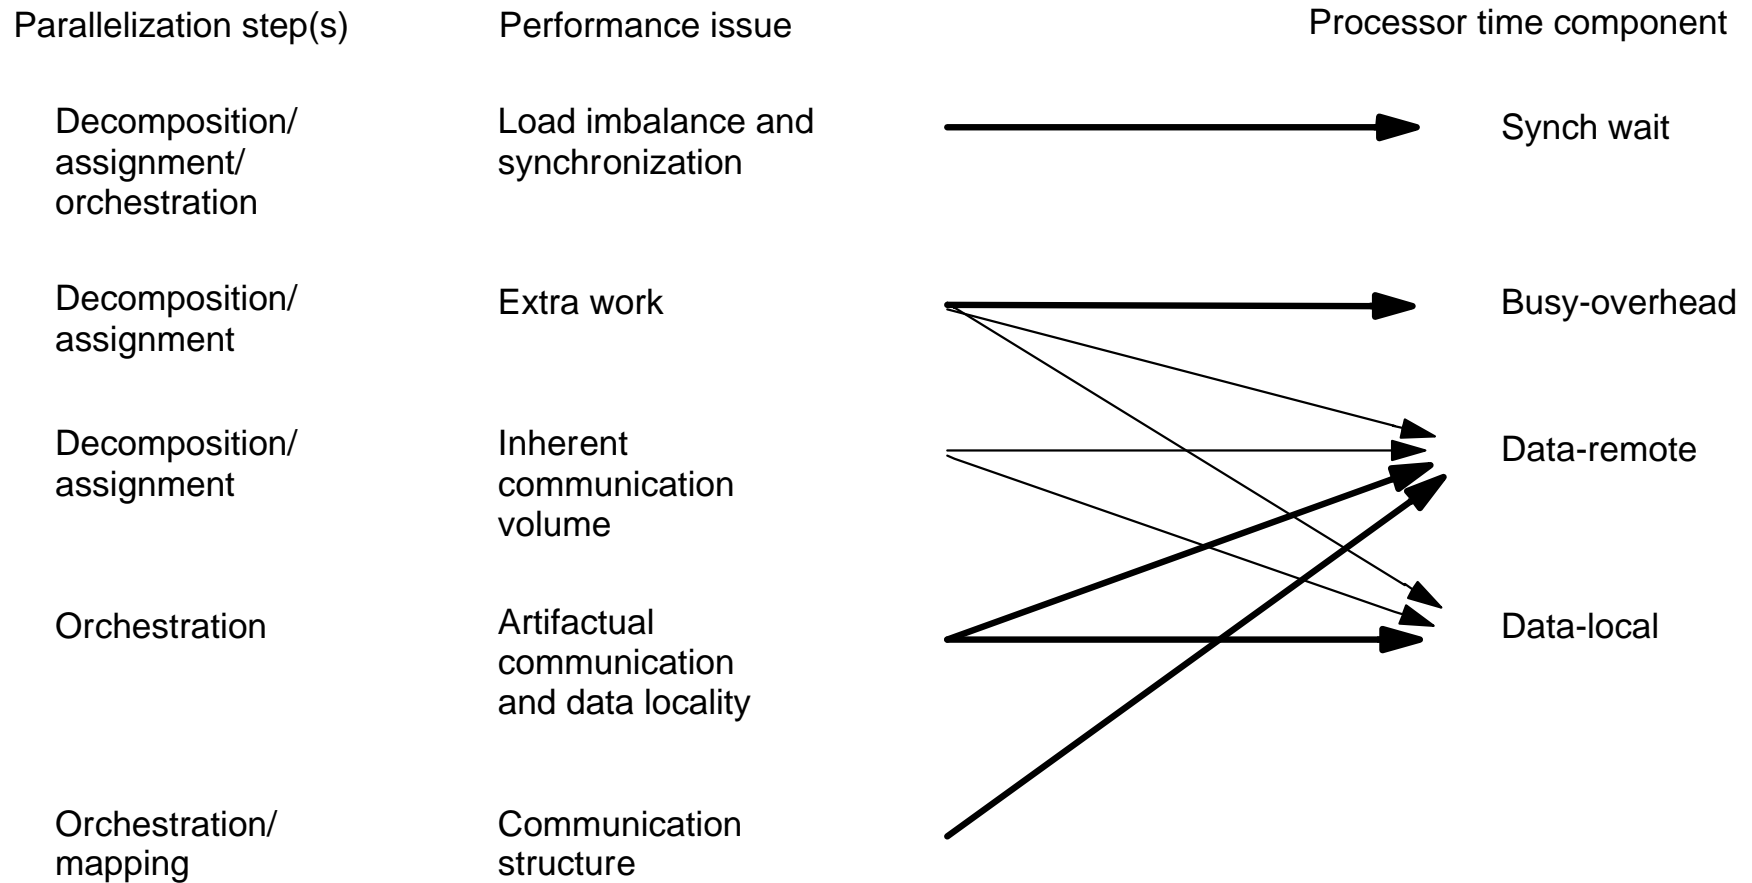 Parallelization step(s)
Performance issue
Processor time component
Decomposition/
assignment/
orchestration
Load imbalance and
synchronization
Synch wait
Decomposition/
assignment
Extra work
Busy-overhead
Decomposition/
assignment
Inherent
communication
volume
Data-remote
Orchestration
Artifactual
communication
and data locality
Data-local
Orchestration/
mapping
Communication
structure